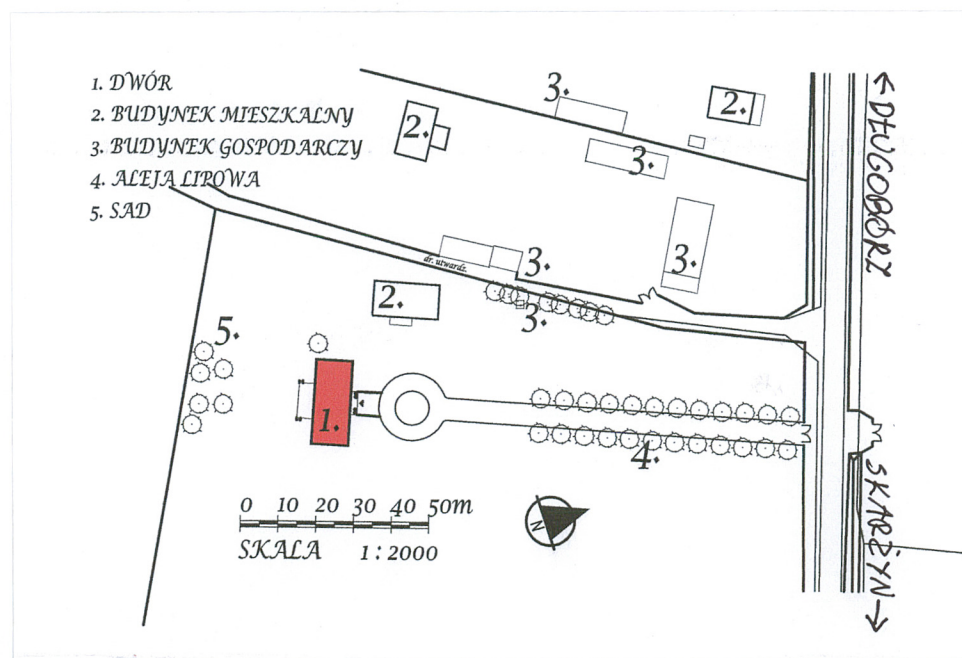 1. DWÓR
2. BUDYNEK MIESZKALNY
3. BUDYNEK GOSPODARCZY
4. ALEJA LIPOWA
5. SAD
3.
2.
2.
3.
← DŁUGOBÓRZ
3.
3.
dr. utwardz.
2.
3.
5.
1.
4.
0 10 20 30 40 50m
SKALA 1 : 2000
N
SKARŻYN →